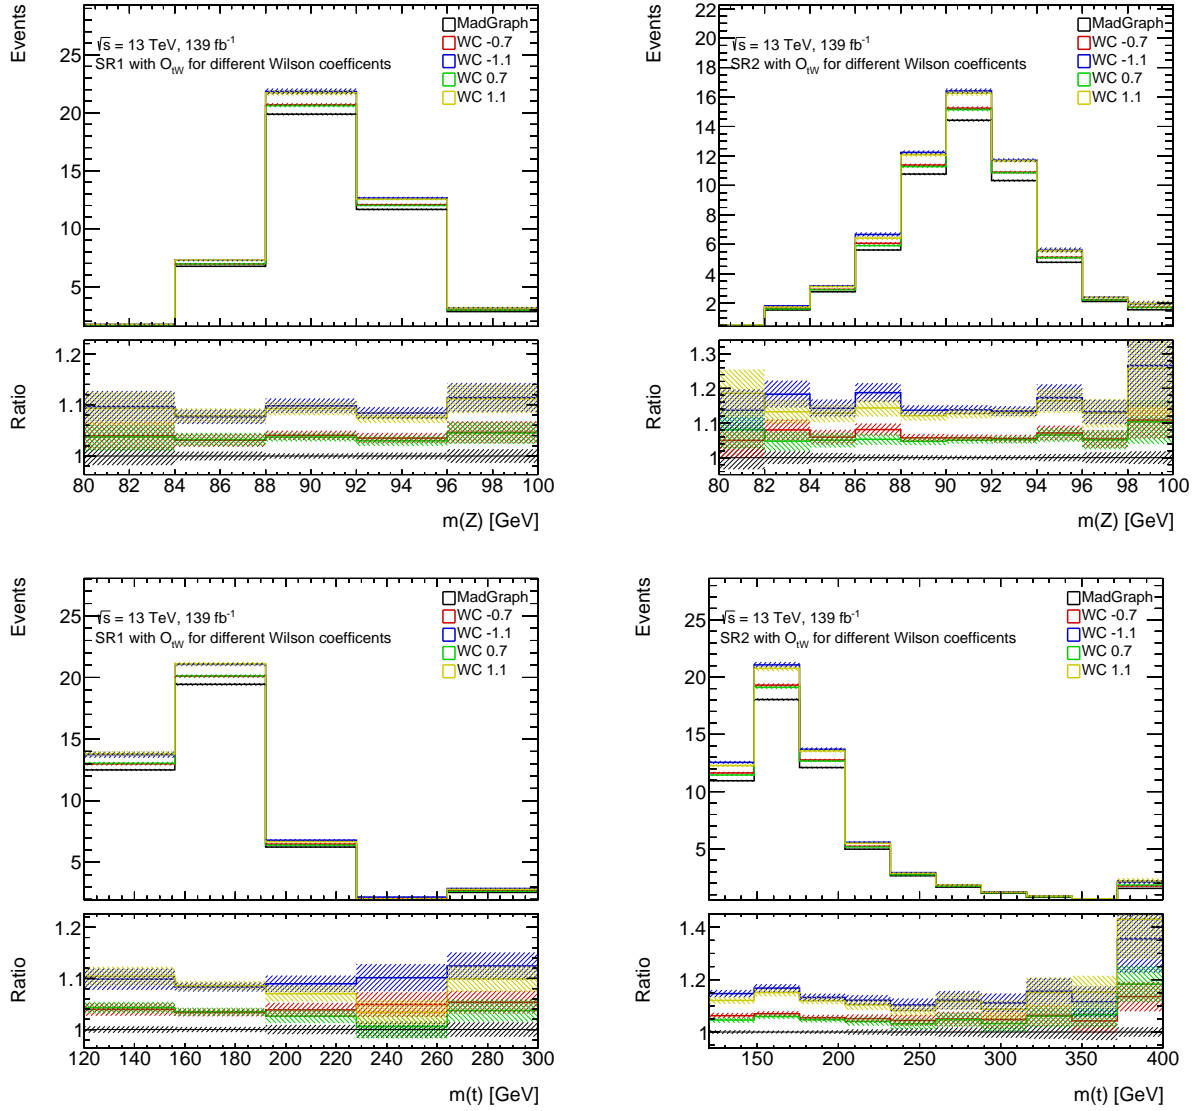 Events
25
20
15
10
5
√s = 13 TeV, 139 fb⁻¹
SR1 with O_tW for different Wilson coefficents
MadGraph
WC -0.7
WC -1.1
WC 0.7
WC 1.1
Ratio
1.2
1.1
1
80 82 84 86 88 90 92 94 96 98 100
m(Z) [GeV]
Events
22
20
18
16
14
12
10
8
6
4
2
√s = 13 TeV, 139 fb⁻¹
SR2 with O_tW for different Wilson coefficents
MadGraph
WC -0.7
WC -1.1
WC 0.7
WC 1.1
Ratio
1.3
1.2
1.1
1
80 82 84 86 88 90 92 94 96 98 100
m(Z) [GeV]
Events
25
20
15
10
5
√s = 13 TeV, 139 fb⁻¹
SR1 with O_tW for different Wilson coefficents
MadGraph
WC -0.7
WC -1.1
WC 0.7
WC 1.1
Ratio
1.2
1.1
1
120 140 160 180 200 220 240 260 280 300
m(t) [GeV]
Events
25
20
15
10
5
√s = 13 TeV, 139 fb⁻¹
SR2 with O_tW for different Wilson coefficents
MadGraph
WC -0.7
WC -1.1
WC 0.7
WC 1.1
Ratio
1.4
1.2
1
150 200 250 300 350 400
m(t) [GeV]